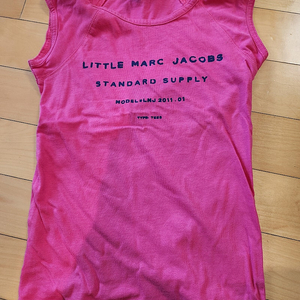 LITTLE MARC JACOBS
STANDARD SUPPLY
MODEL#LMJ 2011.01
TYPE: TEES